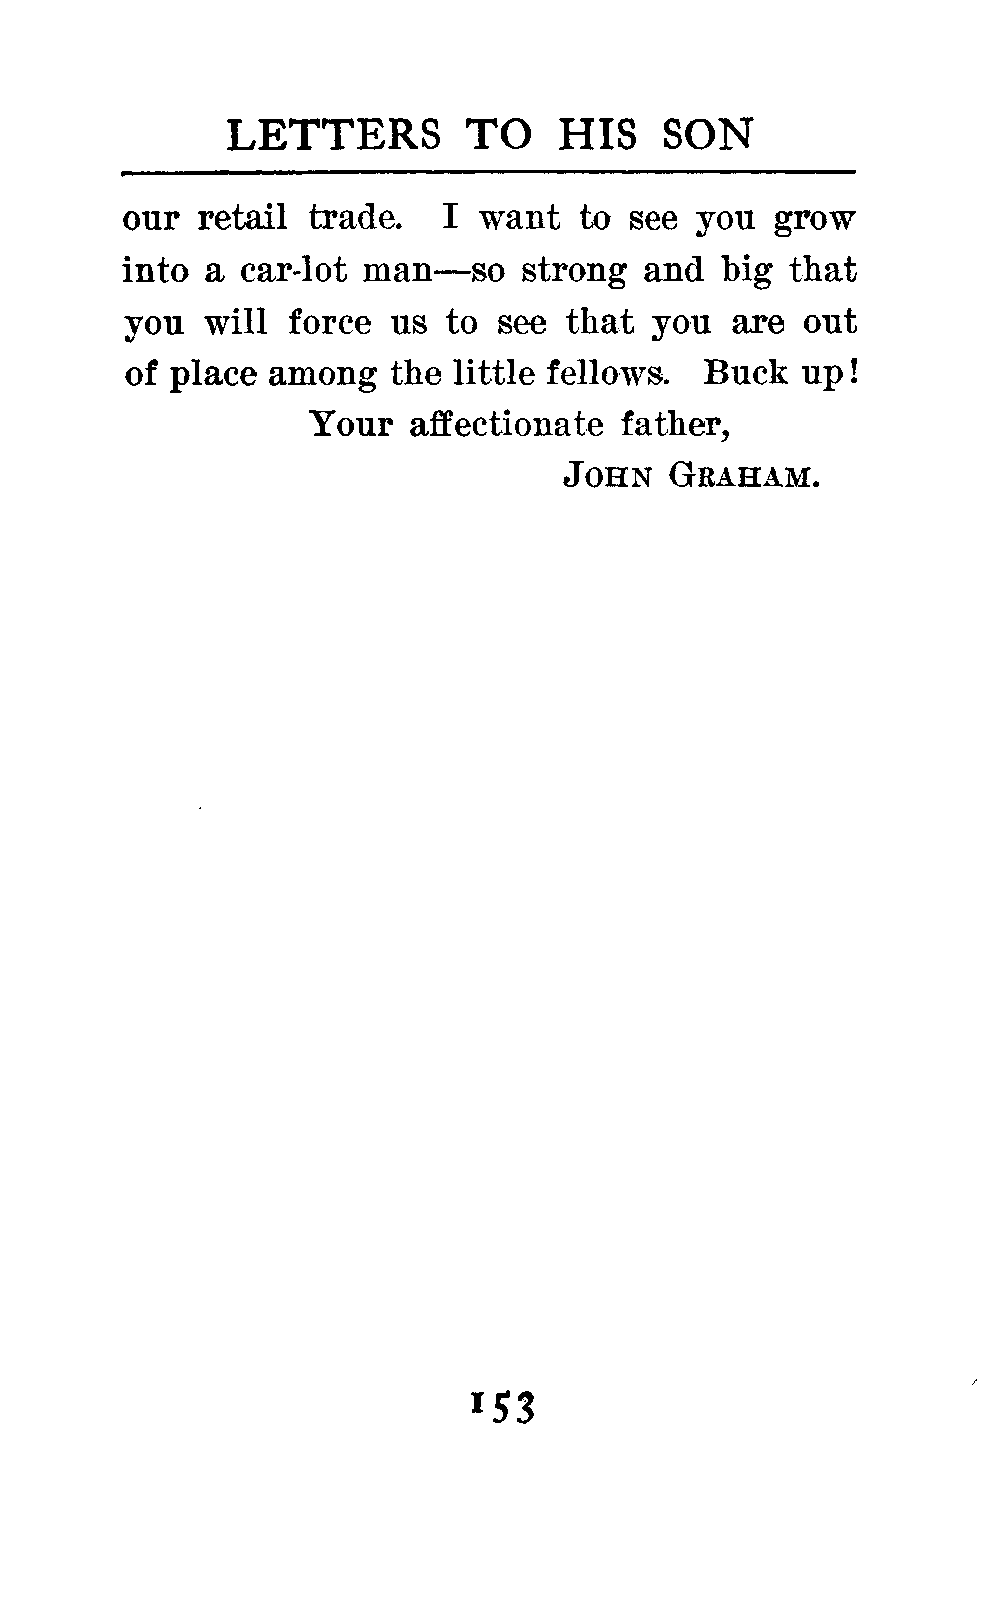 LETTERS TO HIS SON
our retail trade. I want to see you grow
into a car-lot man—so strong and big that
you will force us to see that you are out
of place among the little fellows. Buck up!
Your affectionate father,
JOHN GRAHAM.
153